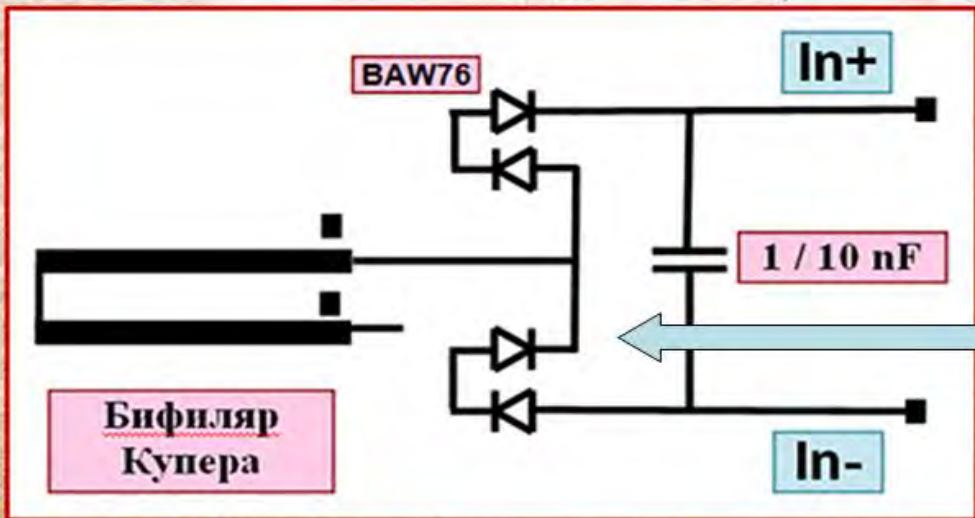 BAW76
In+
1 / 10 nF
Бифиляр
Купера
In-